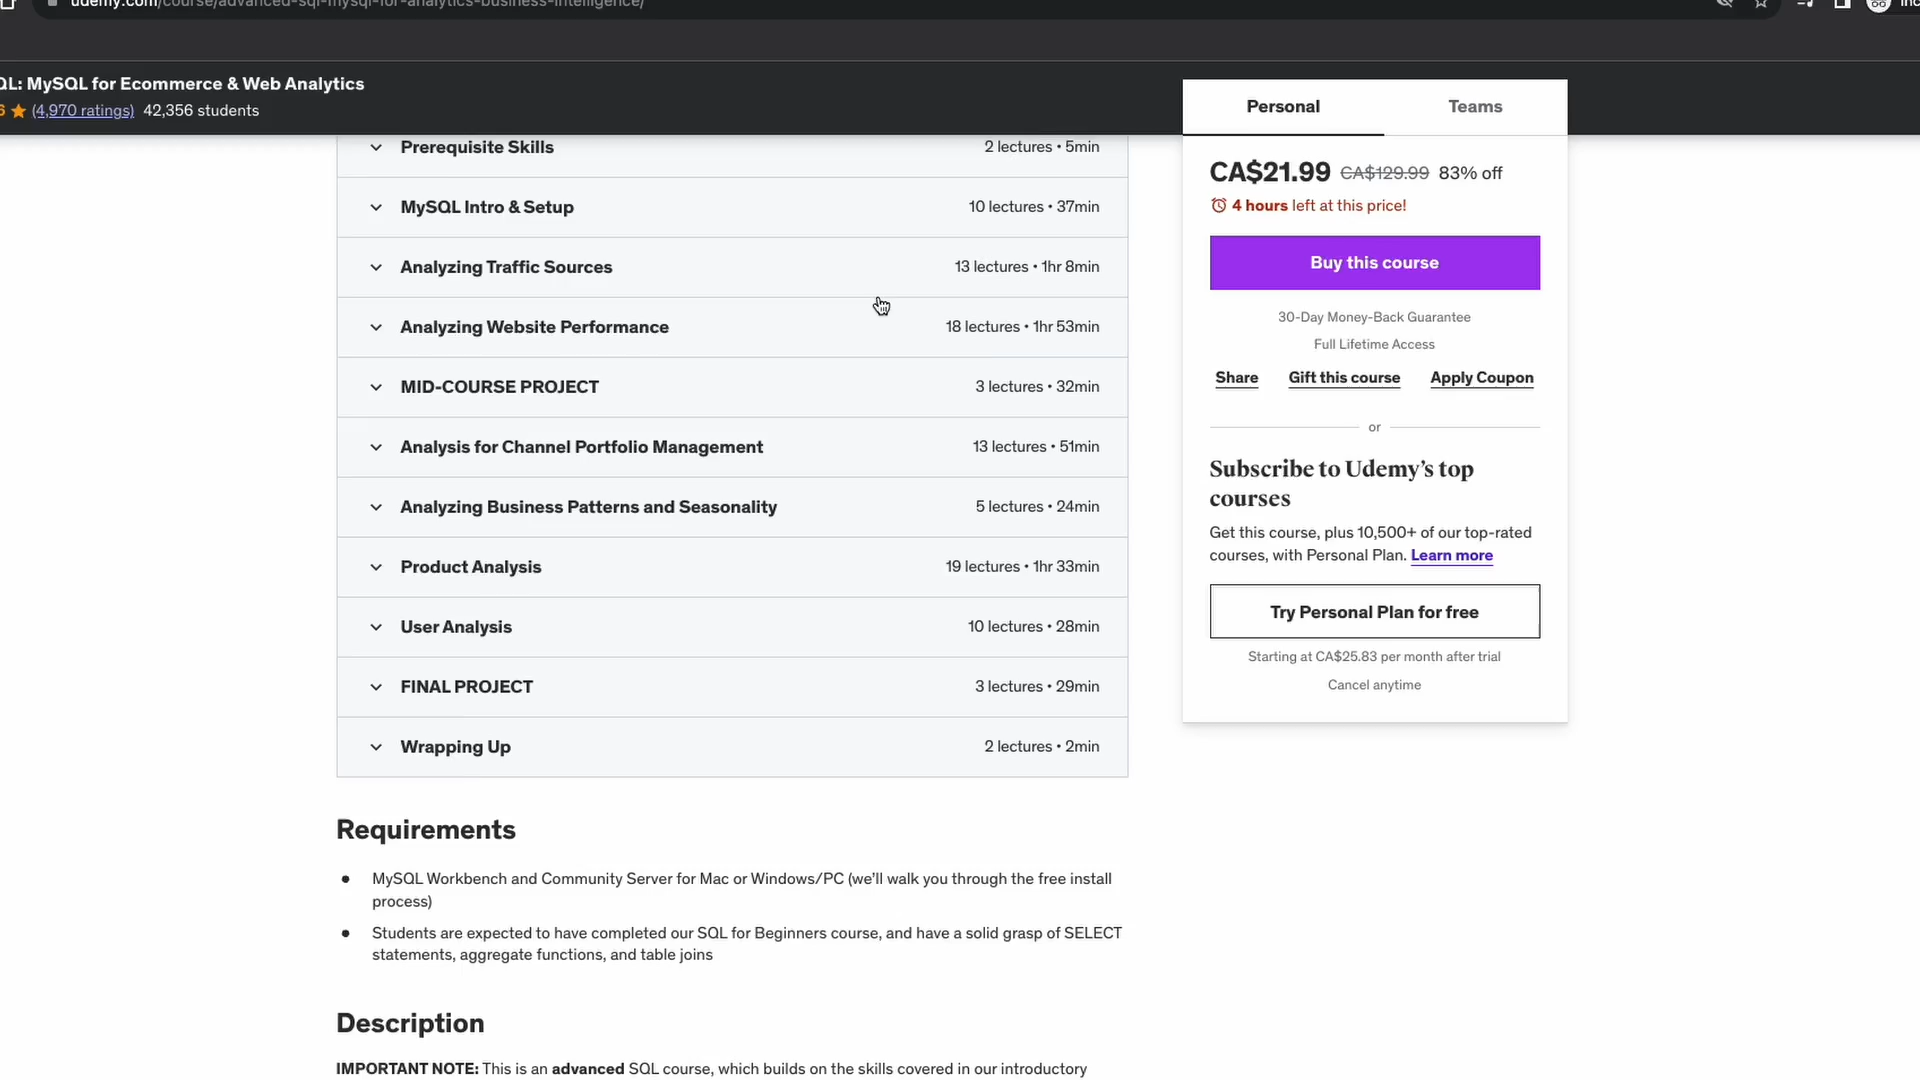 udemy.com/course/advanced-sql-mysql-for-analytics-business-intelligence/
QL: MySQL for Ecommerce & Web Analytics
6 ★ (4,970 ratings) 42,356 students
Prerequisite Skills 2 lectures • 5min
MySQL Intro & Setup 10 lectures • 37min
Analyzing Traffic Sources 13 lectures • 1hr 8min
Analyzing Website Performance 18 lectures • 1hr 53min
MID-COURSE PROJECT 3 lectures • 32min
Analysis for Channel Portfolio Management 13 lectures • 51min
Analyzing Business Patterns and Seasonality 5 lectures • 24min
Product Analysis 19 lectures • 1hr 33min
User Analysis 10 lectures • 28min
FINAL PROJECT 3 lectures • 29min
Wrapping Up 2 lectures • 2min
Requirements
• MySQL Workbench and Community Server for Mac or Windows/PC (we'll walk you through the free install
process)
• Students are expected to have completed our SQL for Beginners course, and have a solid grasp of SELECT
statements, aggregate functions, and table joins
Description
IMPORTANT NOTE: This is an advanced SQL course, which builds on the skills covered in our introductory
Personal Teams
CA$21.99 CA$129.99 83% off
4 hours left at this price!
Buy this course
30-Day Money-Back Guarantee
Full Lifetime Access
Share Gift this course Apply Coupon
or
Subscribe to Udemy's top
courses
Get this course, plus 10,500+ of our top-rated
courses, with Personal Plan. Learn more
Try Personal Plan for free
Starting at CA$25.83 per month after trial
Cancel anytime